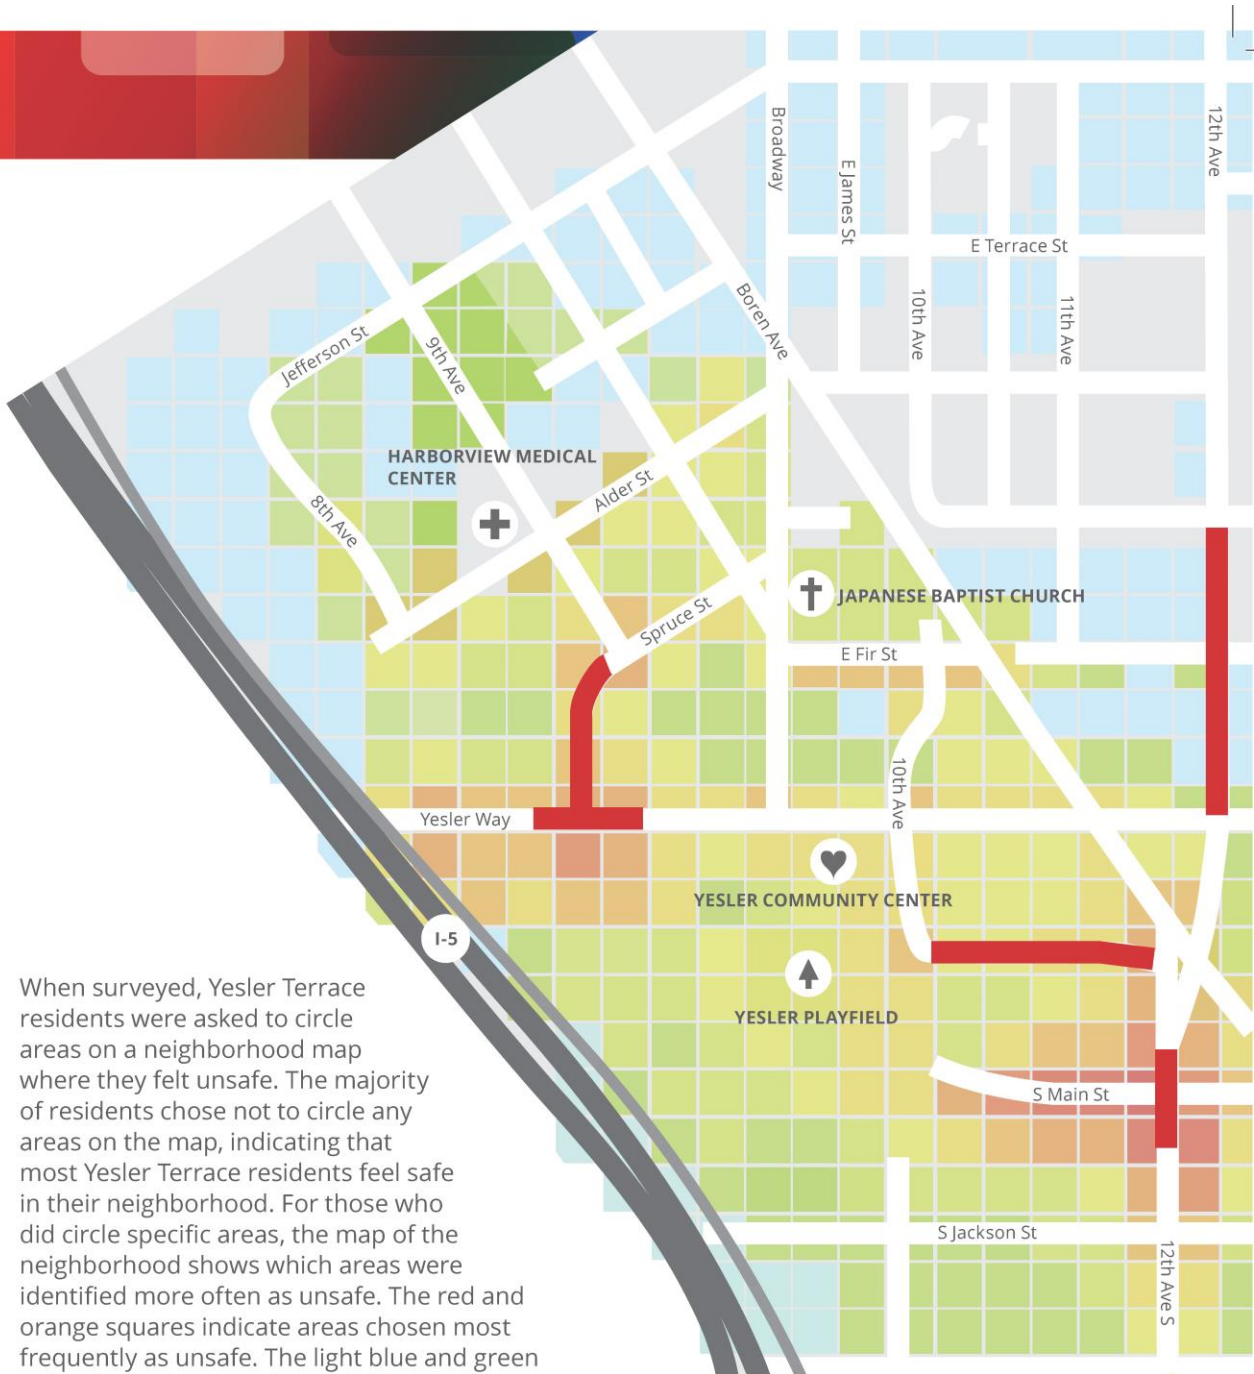 Broadway
E James St
12th Ave
E Terrace St
10th Ave
11th Ave
Boren Ave
Jefferson St
9th Ave
HARBORVIEW MEDICAL
CENTER
Alder St
8th Ave
JAPANESE BAPTIST CHURCH
Spruce St
E Fir St
10th Ave
Yesler Way
YESLER COMMUNITY CENTER
I-5
YESLER PLAYFIELD
S Main St
S Jackson St
12th Ave S
When surveyed, Yesler Terrace
residents were asked to circle
areas on a neighborhood map
where they felt unsafe. The majority
of residents chose not to circle any
areas on the map, indicating that
most Yesler Terrace residents feel safe
in their neighborhood. For those who
did circle specific areas, the map of the
neighborhood shows which areas were
identified more often as unsafe. The red and
orange squares indicate areas chosen most
frequently as unsafe. The light blue and green